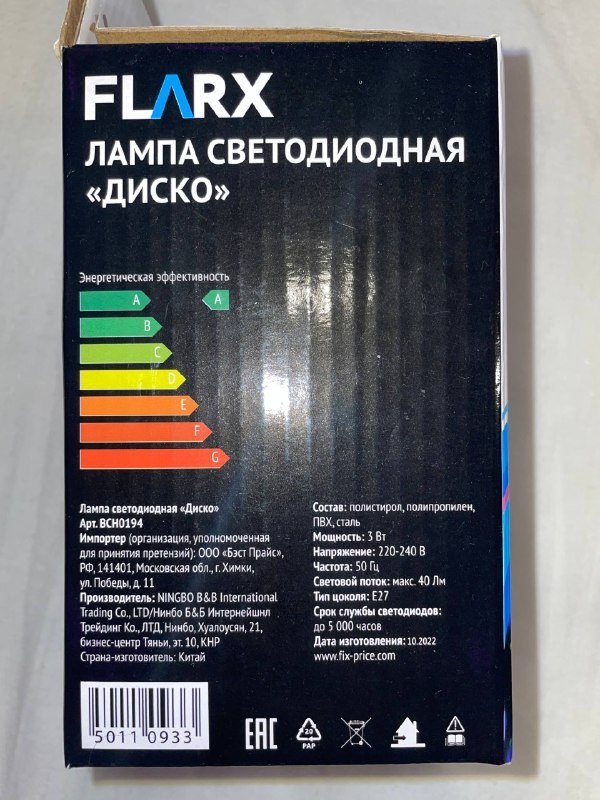 FLARX
ЛАМПА СВЕТОДИОДНАЯ
«ДИСКО»
Энергетическая эффективность
A A
B
C
D
E
F
G
Лампа светодиодная «Диско»
Арт. BCH0194
Импортер (организация, уполномоченная
для принятия претензий): ООО «Бэст Прайс»,
РФ, 141401, Московская обл., г. Химки,
ул. Победы, д. 11
Производитель: NINGBO B&B International
Trading Co., LTD/Нинбо Б&Б Интернейшнл
Трейдинг Ко., ЛТД, Нинбо, Хуалоусян, 21,
бизнес-центр Тяньи, эт. 10, КНР
Страна-изготовитель: Китай
Состав: полистирол, полипропилен,
ПВХ, сталь
Мощность: 3 Вт
Напряжение: 220-240 В
Частота: 50 Гц
Световой поток: макс. 40 Лм
Тип цоколя: E27
Срок службы светодиодов:
до 5 000 часов
Дата изготовления: 10.2022
www.fix-price.com
5011 0933
EAC
20
PAP